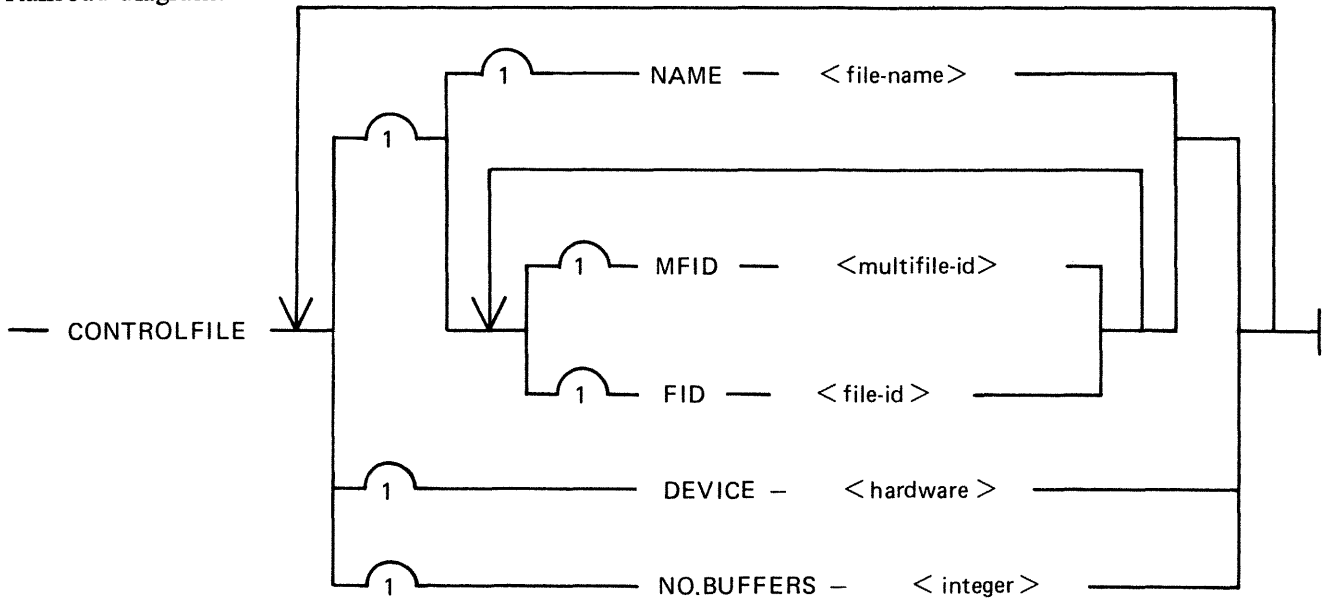 1 NAME — <file-name>
1
1 MFID — <multifile-id>
— CONTROLFILE
1 FID — <file-id>
1 DEVICE – <hardware>
1 NO.BUFFERS – <integer>